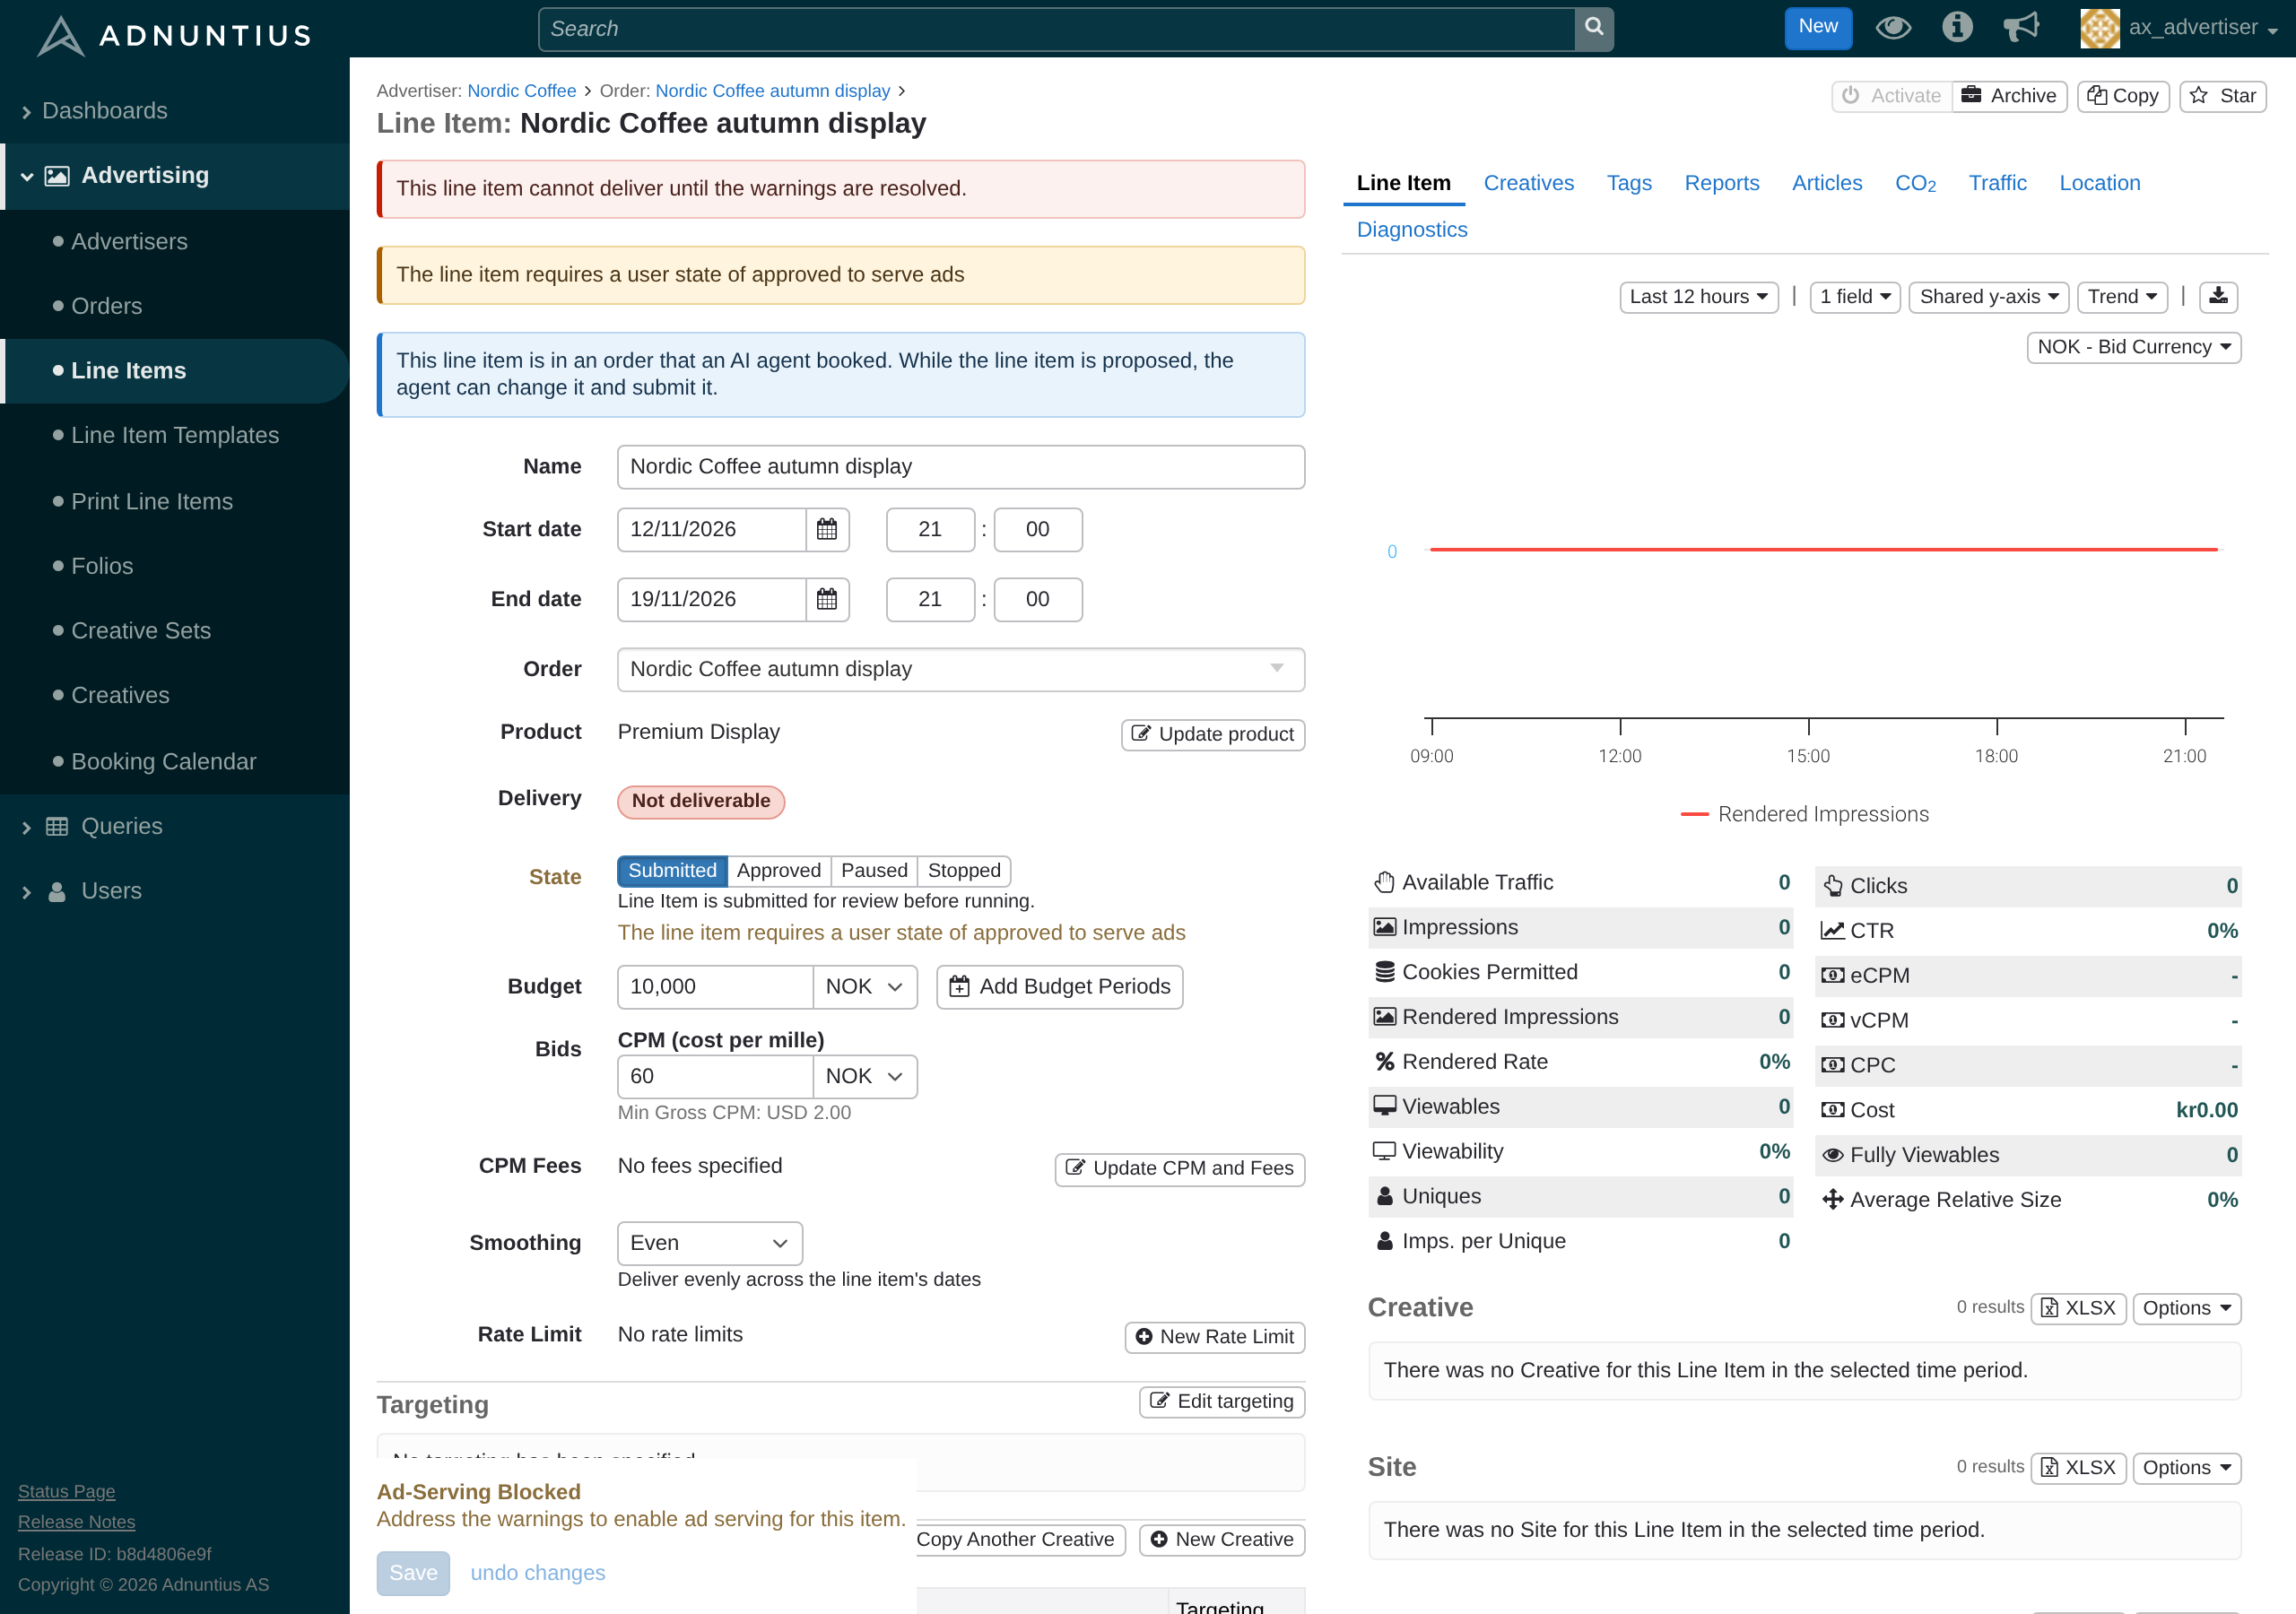 ADNUNTIUS
Search
New
ax_advertiser
Dashboards
Advertising
Advertisers
Orders
Line Items
Line Item Templates
Print Line Items
Folios
Creative Sets
Creatives
Booking Calendar
Queries
Users
Status Page
Release Notes
Release ID: b8d4806e9f
Copyright © 2026 Adnuntius AS
Advertiser: Nordic Coffee > Order: Nordic Coffee autumn display >
Line Item: Nordic Coffee autumn display
Activate Archive Copy Star
This line item cannot deliver until the warnings are resolved.
The line item requires a user state of approved to serve ads
This line item is in an order that an AI agent booked. While the line item is proposed, the
agent can change it and submit it.
Name Nordic Coffee autumn display
Start date 12/11/2026 21 : 00
End date 19/11/2026 21 : 00
Order Nordic Coffee autumn display
Product Premium Display Update product
Delivery Not deliverable
State Submitted Approved Paused Stopped
Line Item is submitted for review before running.
The line item requires a user state of approved to serve ads
Budget 10,000 NOK Add Budget Periods
Bids CPM (cost per mille)
60 NOK
Min Gross CPM: USD 2.00
CPM Fees No fees specified Update CPM and Fees
Smoothing Even
Deliver evenly across the line item's dates
Rate Limit No rate limits New Rate Limit
Targeting Edit targeting
No targeting has been specified
Ad-Serving Blocked
Address the warnings to enable ad serving for this item.
Copy Another Creative New Creative
Save undo changes
Targeting
Line Item Creatives Tags Reports Articles CO2 Traffic Location
Diagnostics
Last 12 hours | 1 field Shared y-axis Trend |
NOK - Bid Currency
0
09:00 12:00 15:00 18:00 21:00
Rendered Impressions
Available Traffic 0
Impressions 0
Cookies Permitted 0
Rendered Impressions 0
Rendered Rate 0%
Viewables 0
Viewability 0%
Uniques 0
Imps. per Unique 0
Clicks 0
CTR 0%
eCPM -
vCPM -
CPC -
Cost kr0.00
Fully Viewables 0
Average Relative Size 0%
Creative 0 results XLSX Options
There was no Creative for this Line Item in the selected time period.
Site 0 results XLSX Options
There was no Site for this Line Item in the selected time period.